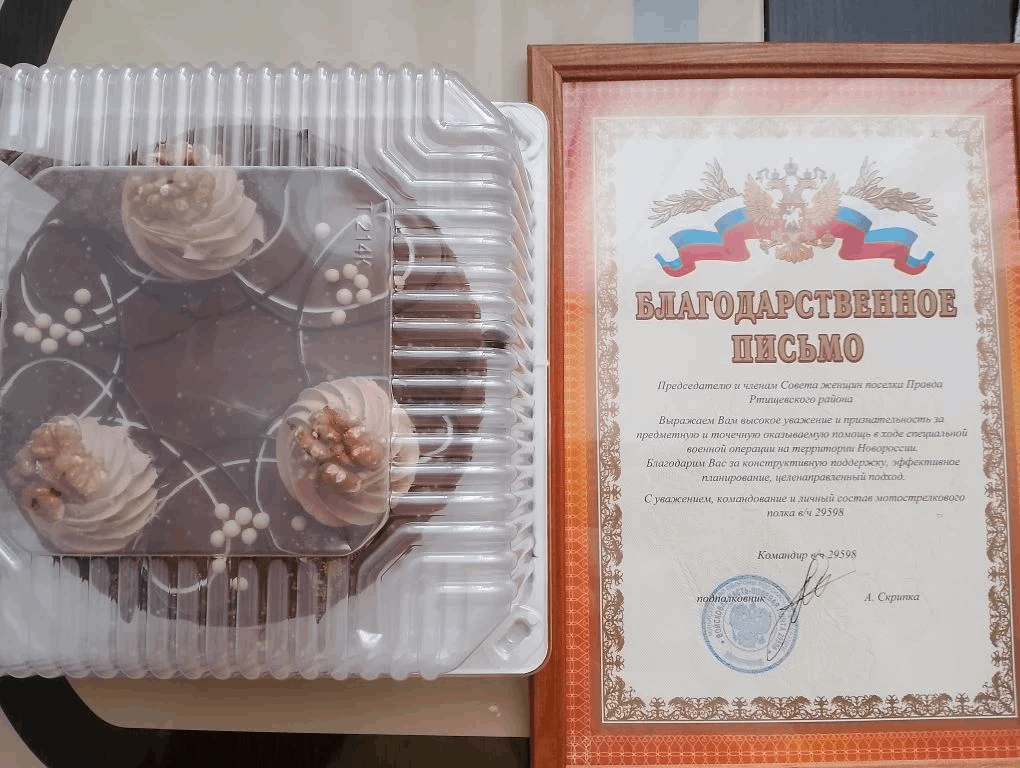 214К
БЛАГОДАРСТВЕННОЕ
ПИСЬМО
Председателю и членам Совета женщин поселка Правда
Ртищевского района
Выражаем Вам высокое уважение и признательность за
предметную и точечную оказываемую помощь в ходе специальной
военной операции на территории Новороссии.
Благодарим Вас за конструктивную поддержку, эффективное
планирование, целенаправленный подход.
С уважением, командование и личный состав мотострелкового
полка в/ч 29598
Командир в/ч 29598
подполковник
А. Скрипка